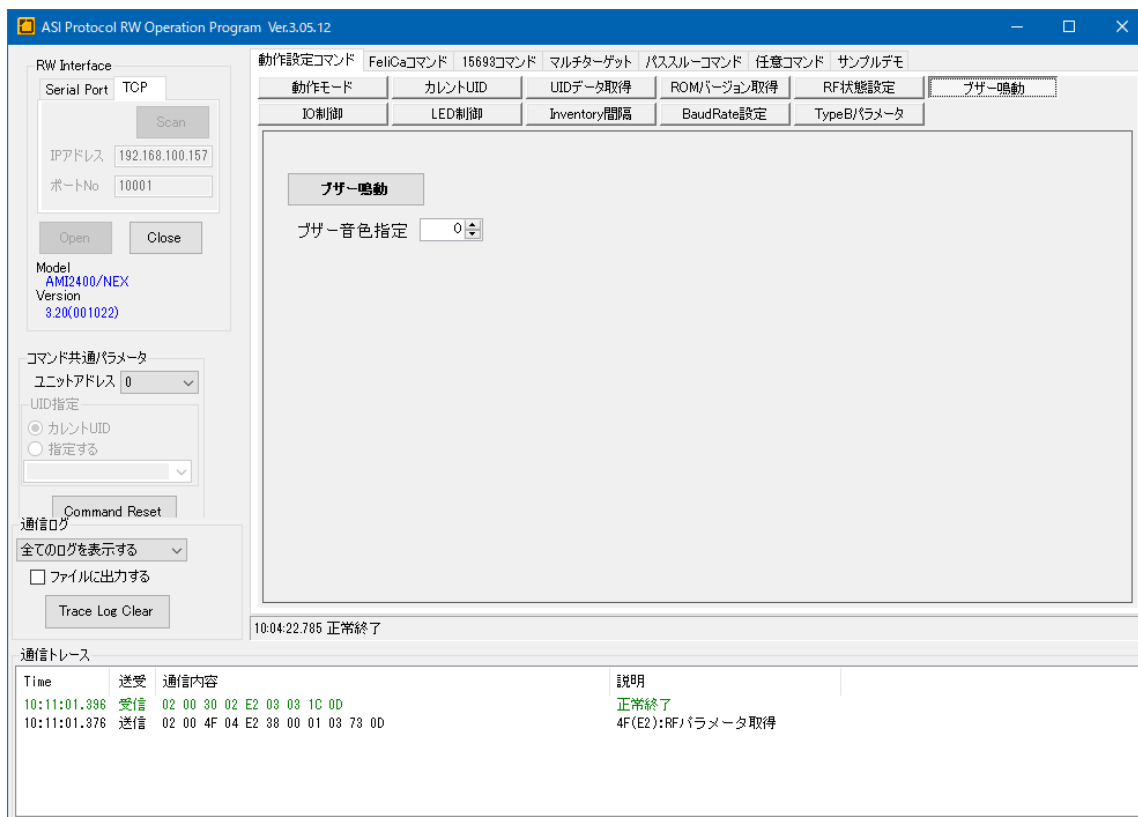 ASI Protocol RW Operation Program Ver.3.05.12
RW Interface
Serial Port TCP
Scan
IPアドレス 192.168.100.157
ポートNo 10001
Open Close
Model
AMI2400/NEX
Version
3.20(001022)
コマンド共通パラメータ
ユニットアドレス 0
UID指定
カレントUID
指定する
Command Reset
通信ログ
全てのログを表示する
ファイルに出力する
Trace Log Clear
動作設定コマンド FeliCaコマンド 15693コマンド マルチターゲット パススルーコマンド 任意コマンド サンプルデモ
動作モード カレントUID UIDデータ取得 ROMバージョン取得 RF状態設定 ブザー鳴動
IO制御 LED制御 Inventory間隔 BaudRate設定 TypeBパラメータ
ブザー鳴動
ブザー音色指定 0
10:04:22.785 正常終了
通信トレース
Time 送受 通信内容 説明
10:11:01.396 受信 02 00 30 02 E2 03 03 1C 0D 正常終了
10:11:01.376 送信 02 00 4F 04 E2 38 00 01 03 73 0D 4F(E2):RFパラメータ取得